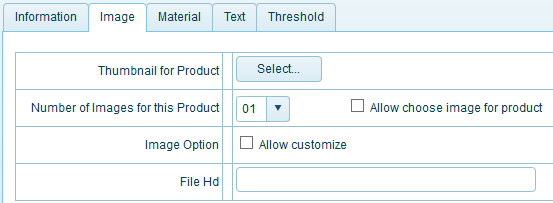 Information Image Material Text Threshold
Thumbnail for Product Select...
Number of Images for this Product 01 Allow choose image for product
Image Option Allow customize
File Hd